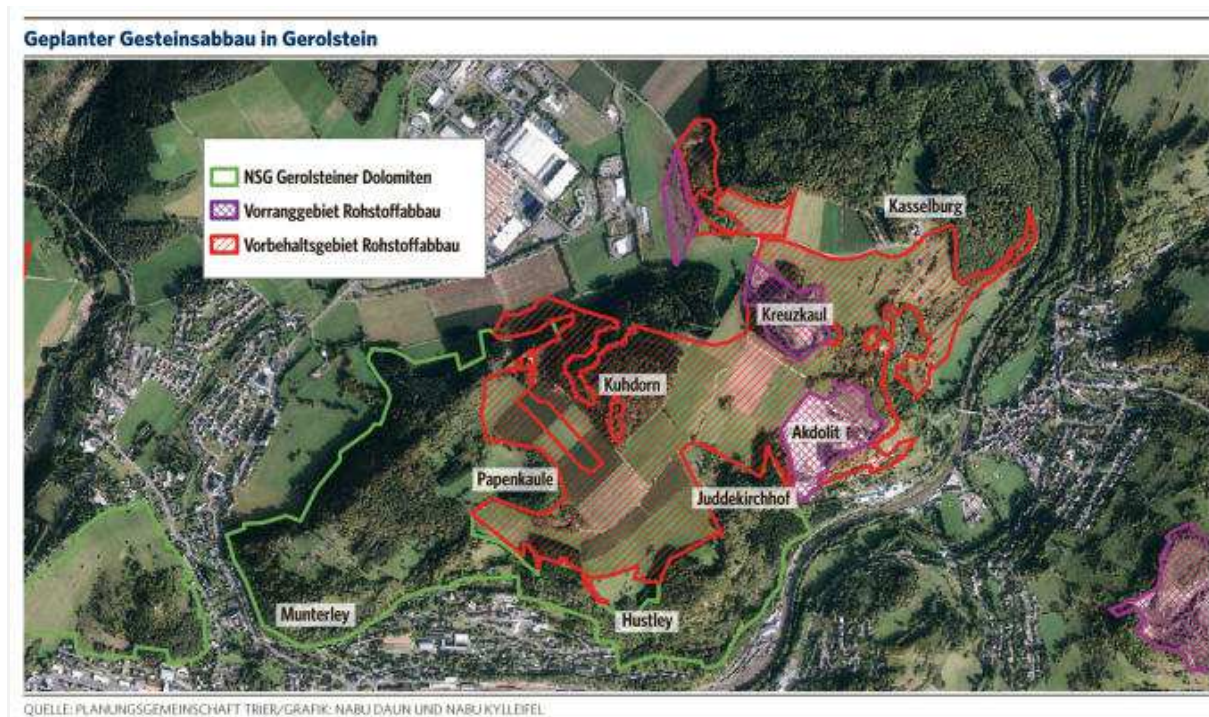 Geplanter Gesteinsabbau in Gerolstein
NSG Gerolsteiner Dolomiten
Vorranggebiet Rohstoffabbau
Vorbehaltsgebiet Rohstoffabbau
Kasselburg
Kreuzkaul
Kuhdorn
Akdolit
Papenkaule
Juddekirchhof
Munterley
Hustley
QUELLE: PLANUNGSGEMEINSCHAFT TRIER/GRAFIK: NABU DAUN UND NABU KYLLEIFEL